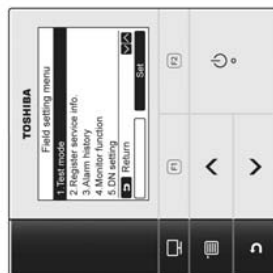 TOSHIBA
Field setting menu
1.Test mode
2.Register service info.
3.Alarm history
4.Monitor function
5.DN setting
Return
Set
F1
F2